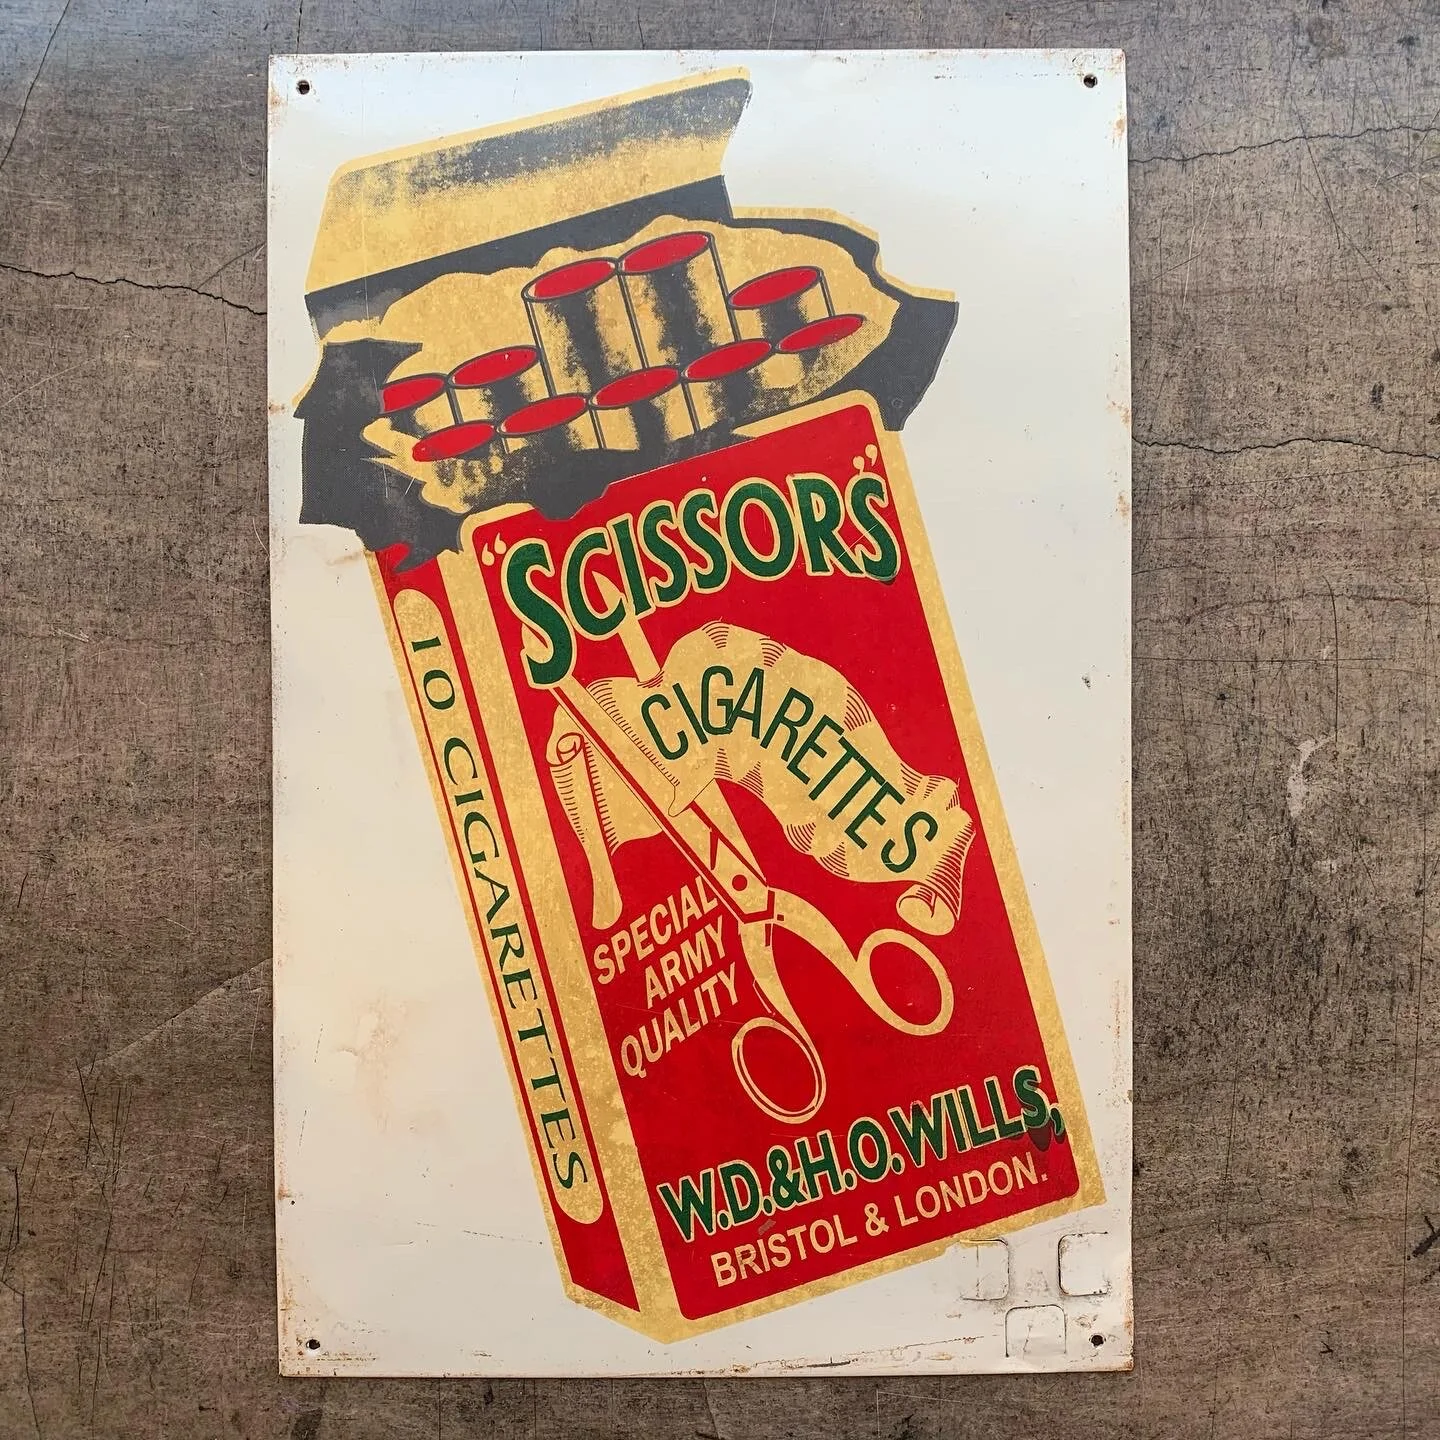 “SCISSORS”
CIGARETTES
SPECIAL
ARMY
QUALITY
W.D.&H.O.WILLS,
BRISTOL & LONDON.
10 CIGARETTES